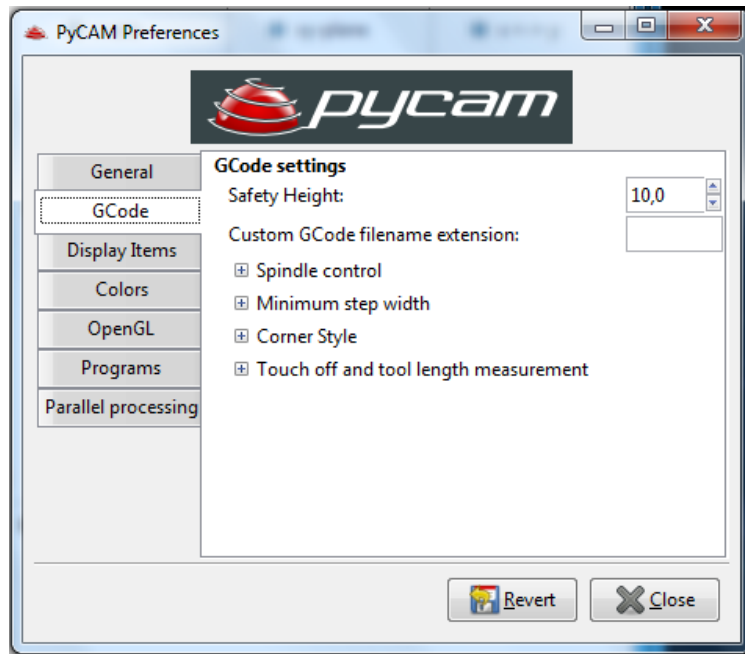 PyCAM Preferences
pycam
General
GCode
Display Items
Colors
OpenGL
Programs
Parallel processing
GCode settings
Safety Height: 10,0
Custom GCode filename extension:
Spindle control
Minimum step width
Corner Style
Touch off and tool length measurement
Revert Close